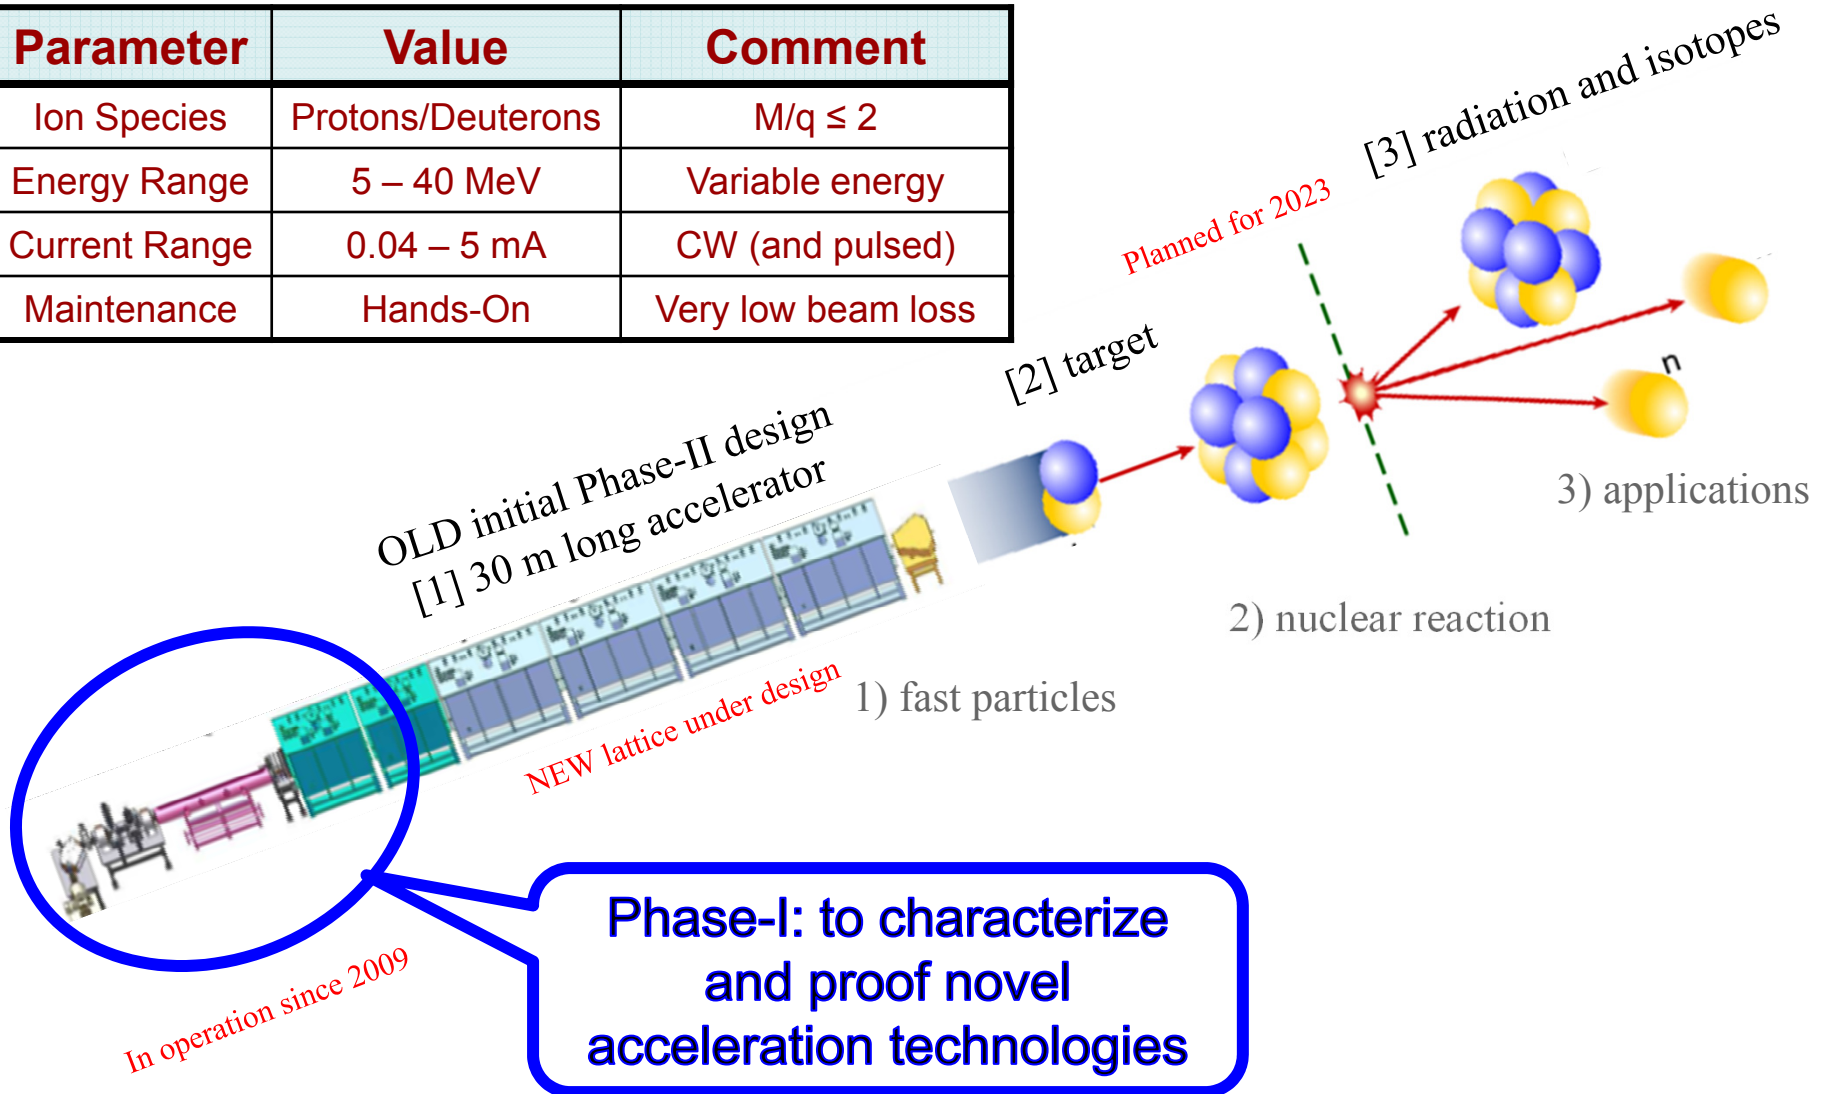 Parameter Value Comment
Ion Species Protons/Deuterons M/q ≤ 2
Energy Range 5 – 40 MeV Variable energy
Current Range 0.04 – 5 mA CW (and pulsed)
Maintenance Hands-On Very low beam loss
[3] radiation and isotopes
Planned for 2023
[2] target
n
OLD initial Phase-II design
[1] 30 m long accelerator
3) applications
2) nuclear reaction
1) fast particles
NEW lattice under design
In operation since 2009
Phase-I: to characterize
and proof novel
acceleration technologies